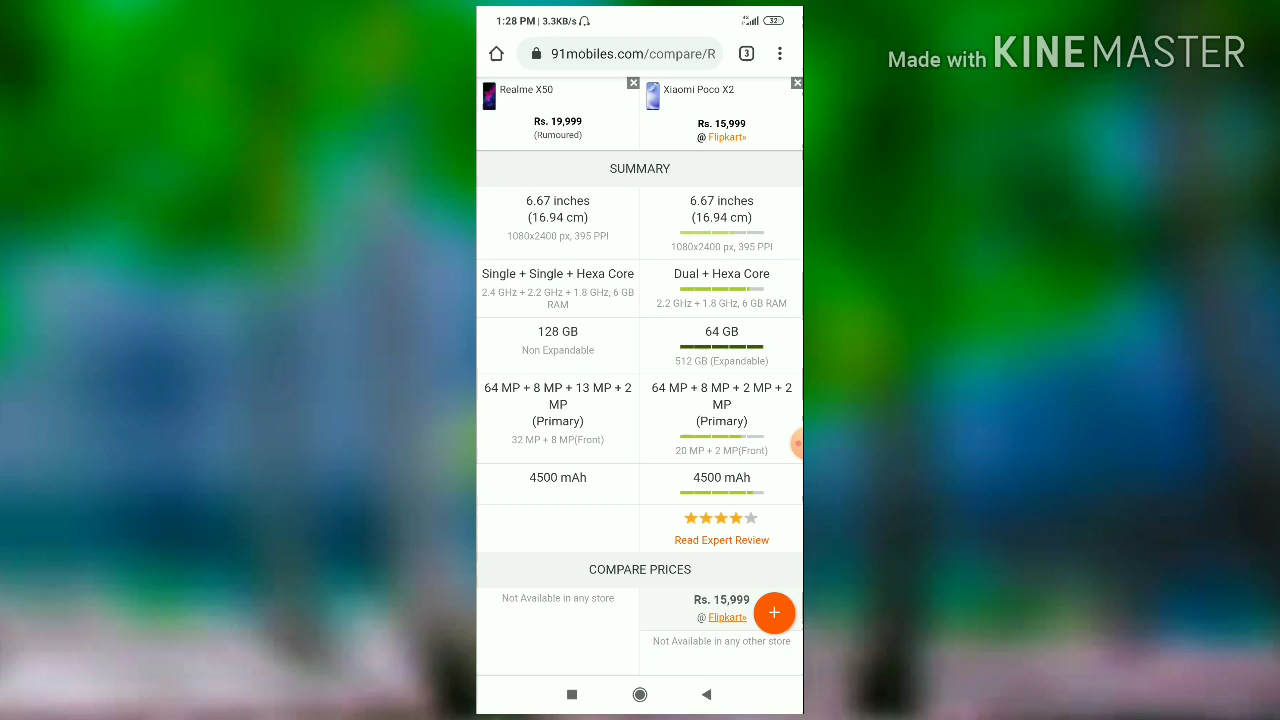 1:28 PM | 3.3KB/s
4G
32
Made with KINEMASTER
91mobiles.com/compare/R
3
Realme X50
Rs. 19,999
(Rumoured)
Xiaomi Poco X2
Rs. 15,999
@ Flipkart»
SUMMARY
6.67 inches
(16.94 cm)
1080x2400 px, 395 PPI
6.67 inches
(16.94 cm)
1080x2400 px, 395 PPI
Single + Single + Hexa Core
2.4 GHz + 2.2 GHz + 1.8 GHz, 6 GB
RAM
Dual + Hexa Core
2.2 GHz + 1.8 GHz, 6 GB RAM
128 GB
Non Expandable
64 GB
512 GB (Expandable)
64 MP + 8 MP + 13 MP + 2
MP
(Primary)
32 MP + 8 MP(Front)
64 MP + 8 MP + 2 MP + 2
MP
(Primary)
20 MP + 2 MP(Front)
4500 mAh
4500 mAh
Read Expert Review
COMPARE PRICES
Not Available in any store
Rs. 15,999
@ Flipkart»
Not Available in any other store